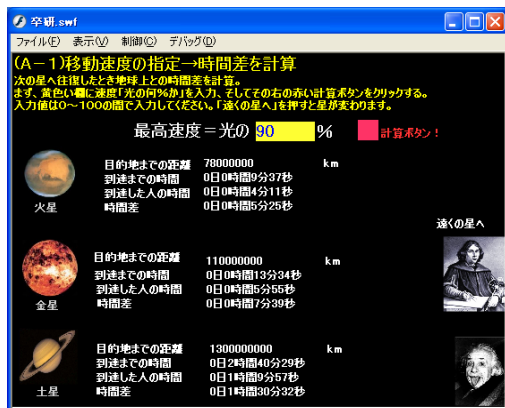 卒研.swf
ファイル(F) 表示(V) 制御(C) デバッグ(D)
(A－1)移動速度の指定→時間差を計算
次の星へ往復したとき地球上との時間差を計算。
まず、黄色い欄に速度「光の何%か」を入力、そしてその右の赤い計算ボタンをクリックする。
入力値は0～100の間で入力してください。「遠くの星へ」を押すと星が変わります。
最高速度＝光の 90 % 計算ボタン！
目的地までの距離 78000000 km
到達までの時間 0日0時間9分37秒
到達した人の時間 0日0時間4分11秒
時間差 0日0時間5分25秒
火星
遠くの星へ
目的地までの距離 110000000 km
到達までの時間 0日0時間13分34秒
到達した人の時間 0日0時間5分55秒
時間差 0日0時間7分39秒
金星
目的地までの距離 1300000000 km
到達までの時間 0日2時間40分29秒
到達した人の時間 0日1時間9分57秒
時間差 0日1時間30分32秒
土星